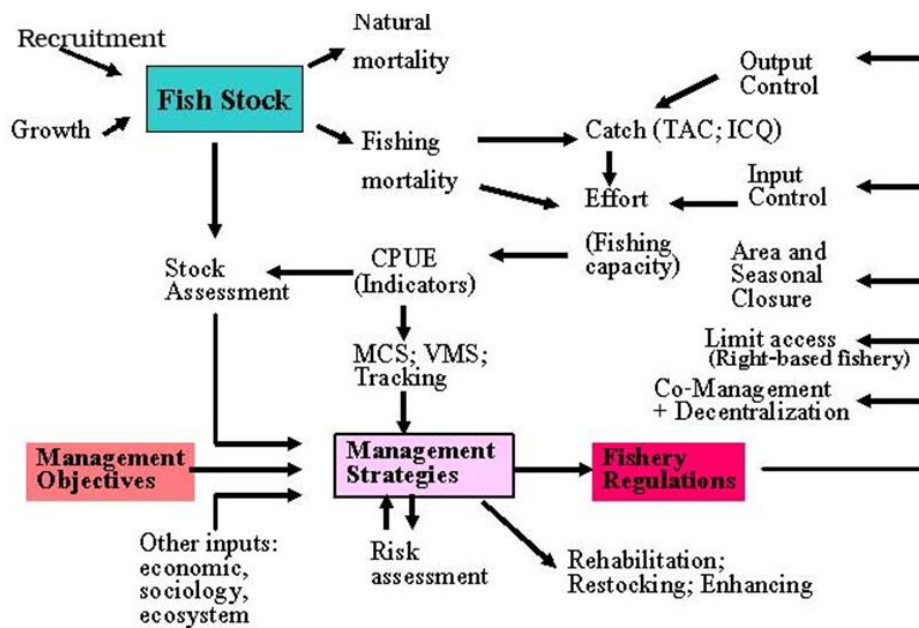 Recruitment
Growth
Fish Stock
Natural
mortality
Fishing
mortality
Catch (TAC; ICQ)
Output
Control
Effort
(Fishing
capacity)
Input
Control
Area and
Seasonal
Closure
Limit access
(Right-based fishery)
Co-Management
+ Decentralization
Stock
Assessment
CPUE
(Indicators)
MCS; VMS;
Tracking
Management
Objectives
Management
Strategies
Fishery
Regulations
Other inputs:
economic,
sociology,
ecosystem
Risk
assessment
Rehabilitation;
Restocking; Enhancing